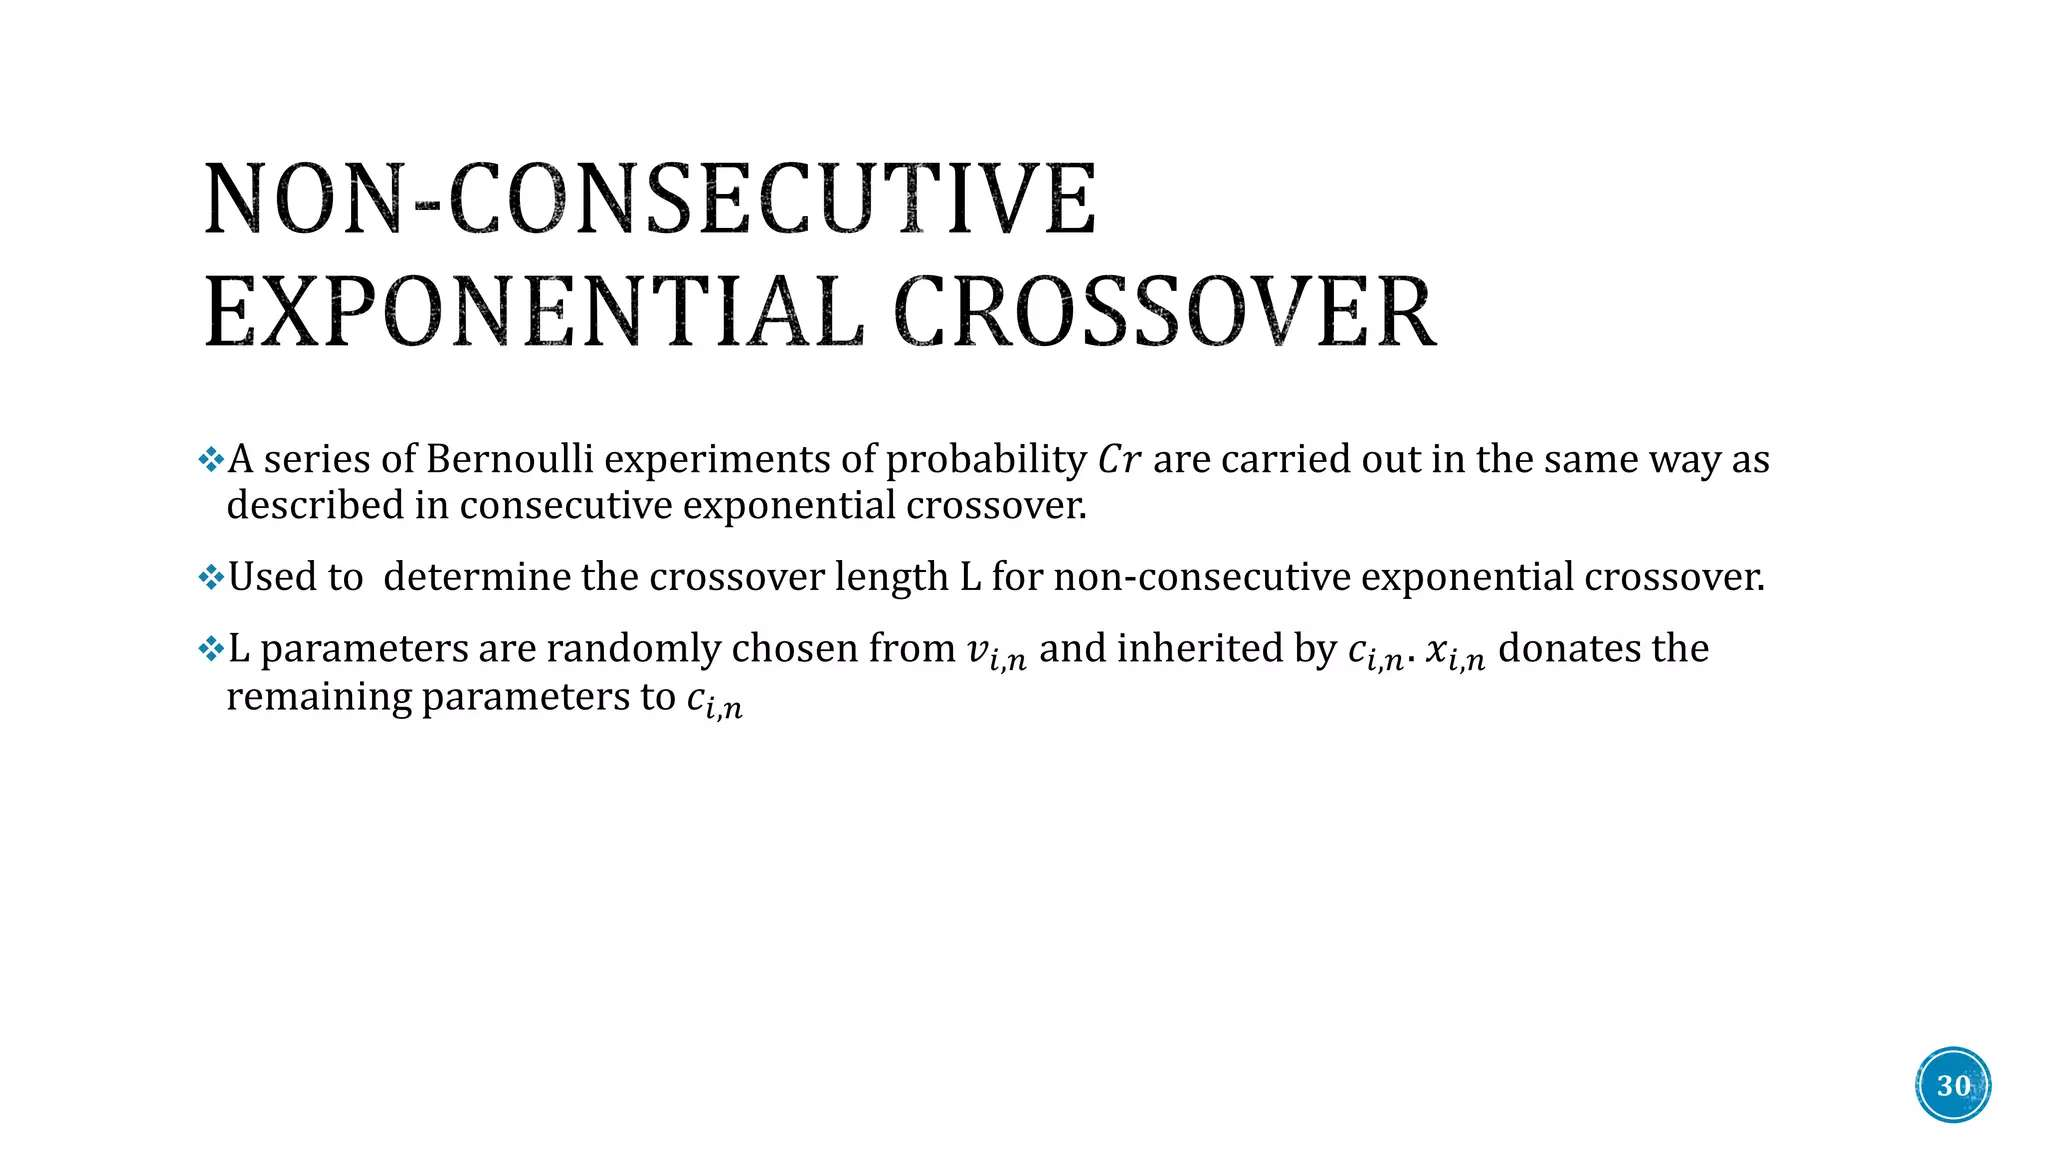 NON-CONSECUTIVE
EXPONENTIAL CROSSOVER
❖A series of Bernoulli experiments of probability 𝐶𝑟 are carried out in the same way as
described in consecutive exponential crossover.
❖Used to  determine the crossover length L for non-consecutive exponential crossover.
❖L parameters are randomly chosen from 𝑣𝑖,𝑛 and inherited by 𝑐𝑖,𝑛. 𝑥𝑖,𝑛 donates the
remaining parameters to 𝑐𝑖,𝑛
30